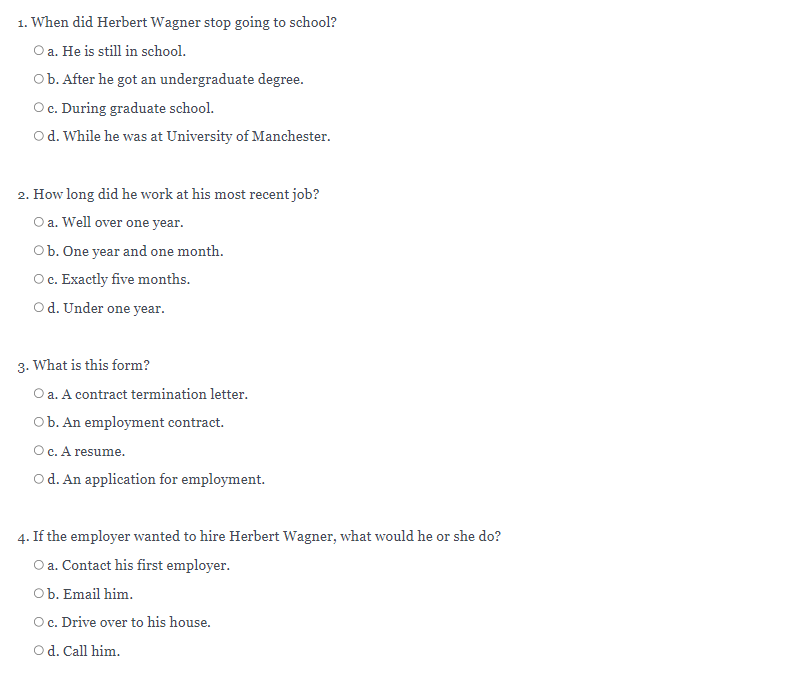 1. When did Herbert Wagner stop going to school?
a. He is still in school.
b. After he got an undergraduate degree.
c. During graduate school.
d. While he was at University of Manchester.
2. How long did he work at his most recent job?
a. Well over one year.
b. One year and one month.
c. Exactly five months.
d. Under one year.
3. What is this form?
a. A contract termination letter.
b. An employment contract.
c. A resume.
d. An application for employment.
4. If the employer wanted to hire Herbert Wagner, what would he or she do?
a. Contact his first employer.
b. Email him.
c. Drive over to his house.
d. Call him.